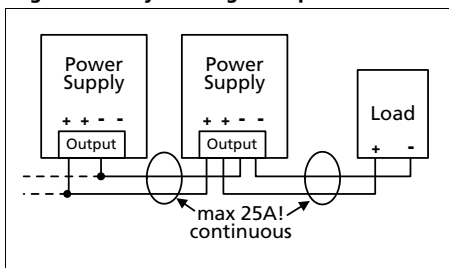 Power
Supply
+ + - -
Output
Power
Supply
+ + - -
Output
Load
+ -
max 25A!
continuous